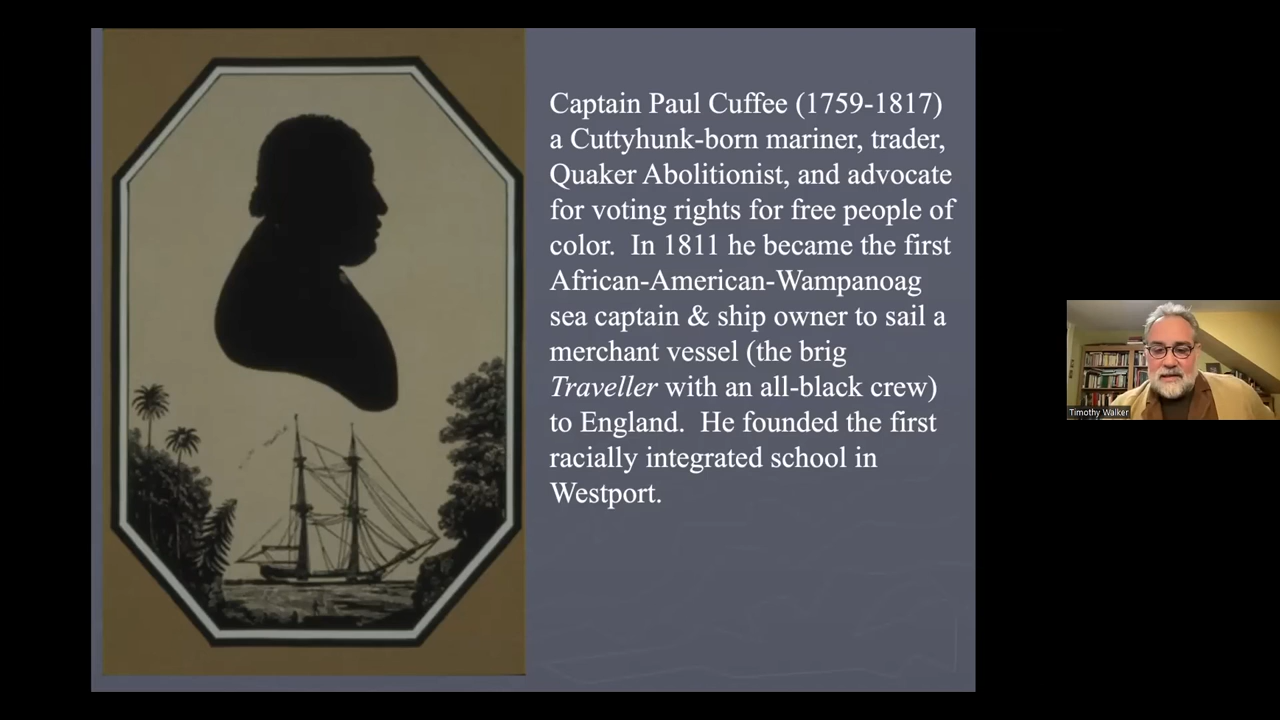 Captain Paul Cuffee (1759-1817)
a Cuttyhunk-born mariner, trader,
Quaker Abolitionist, and advocate
for voting rights for free people of
color.  In 1811 he became the first
African-American-Wampanoag
sea captain & ship owner to sail a
merchant vessel (the brig
Traveller with an all-black crew)
to England.  He founded the first
racially integrated school in
Westport.
Timothy Walker